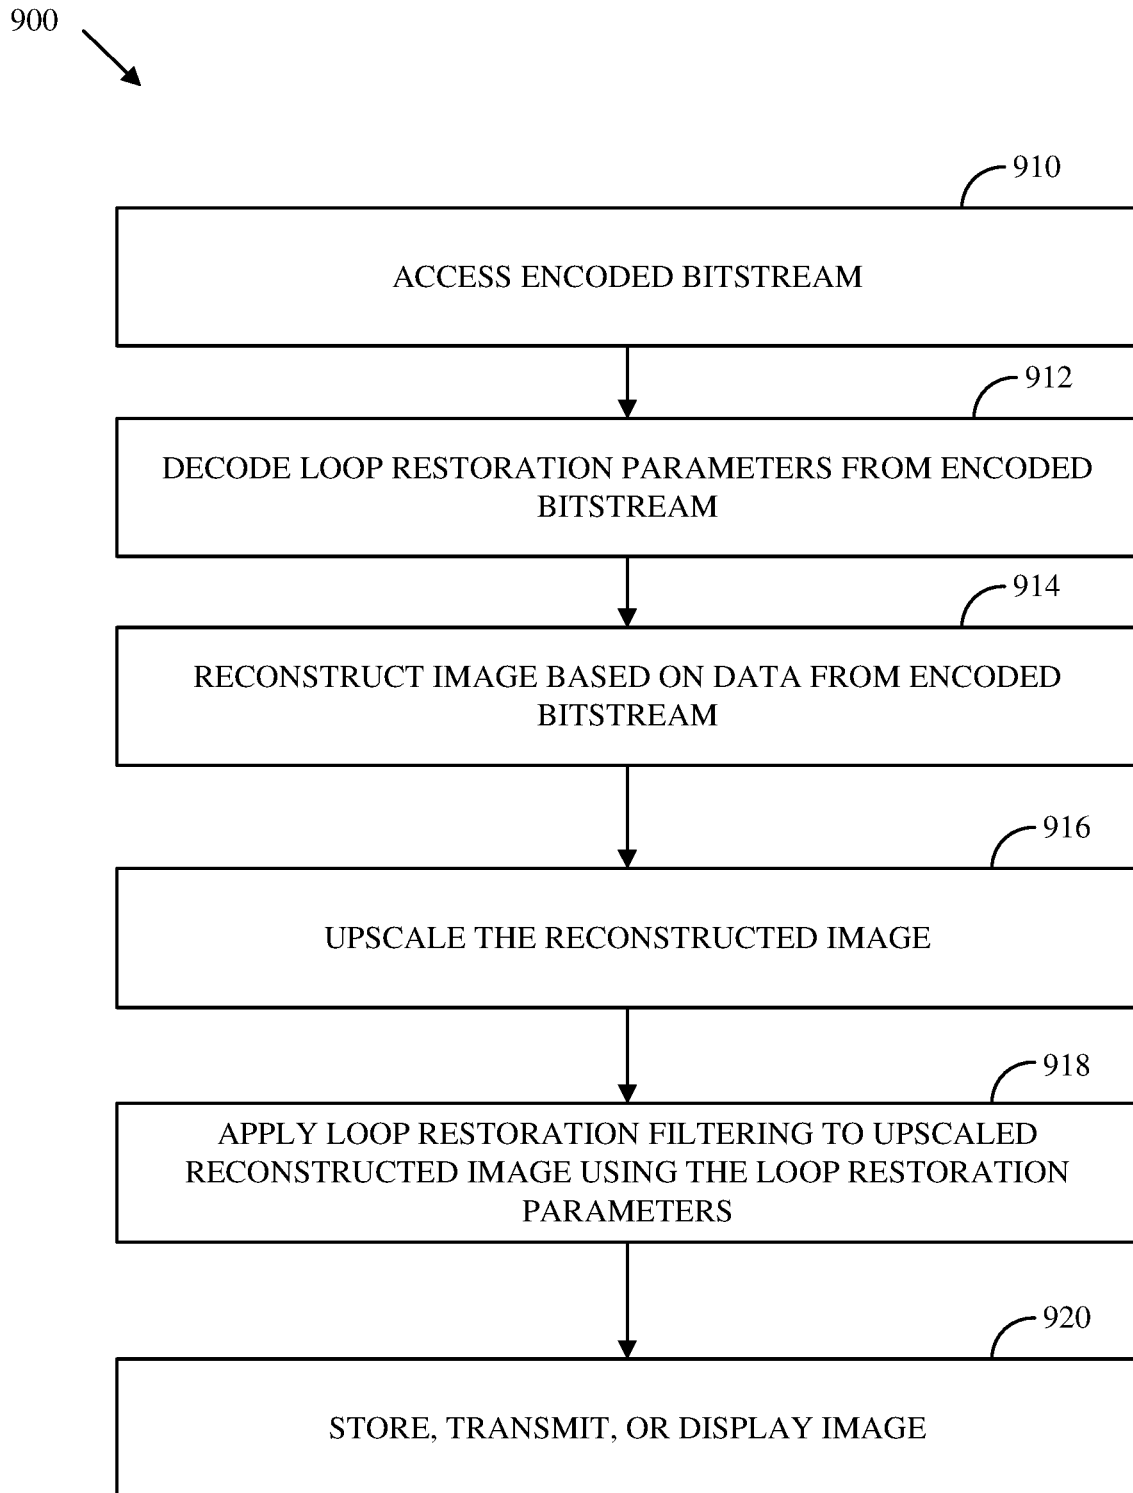 900
910
ACCESS ENCODED BITSTREAM
912
DECODE LOOP RESTORATION PARAMETERS FROM ENCODED
BITSTREAM
914
RECONSTRUCT IMAGE BASED ON DATA FROM ENCODED
BITSTREAM
916
UPSCALE THE RECONSTRUCTED IMAGE
918
APPLY LOOP RESTORATION FILTERING TO UPSCALED
RECONSTRUCTED IMAGE USING THE LOOP RESTORATION
PARAMETERS
920
STORE, TRANSMIT, OR DISPLAY IMAGE